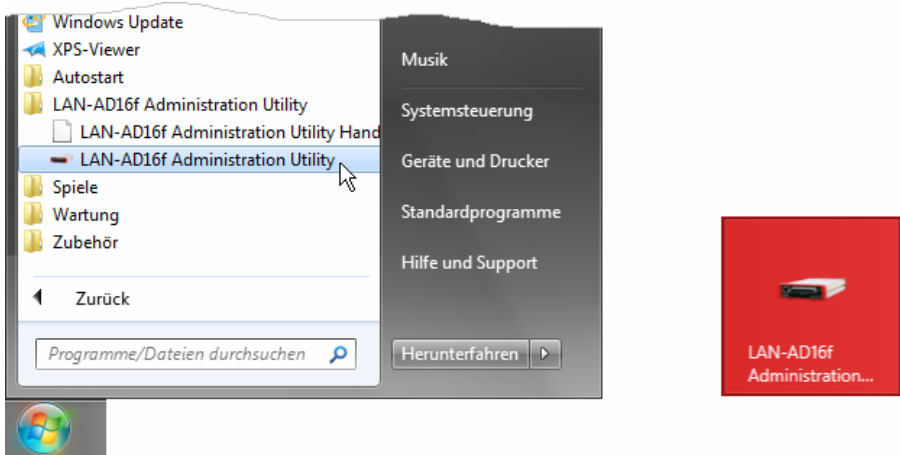 Windows Update
XPS-Viewer
Autostart
LAN-AD16f Administration Utility
LAN-AD16f Administration Utility Hand
LAN-AD16f Administration Utility
Spiele
Wartung
Zubehör
Zurück
Programme/Dateien durchsuchen
Musik
Systemsteuerung
Geräte und Drucker
Standardprogramme
Hilfe und Support
Herunterfahren
LAN-AD16f
Administration...